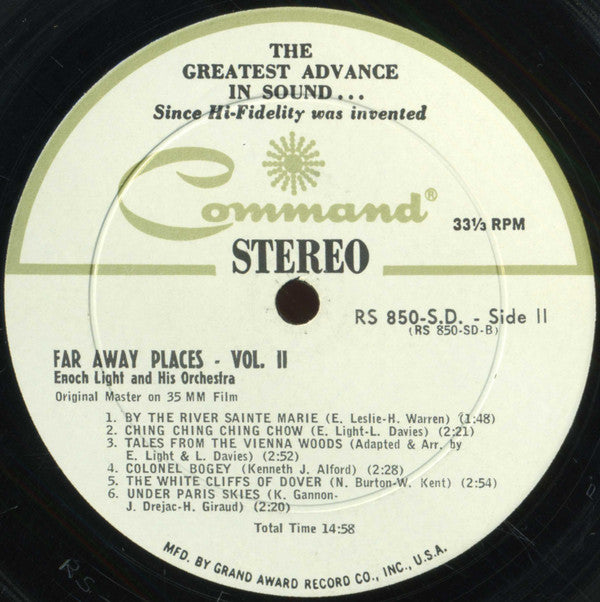 THE
GREATEST ADVANCE
IN SOUND...
Since Hi-Fidelity was invented
Command®
33⅓ RPM
STEREO
RS 850-S.D. - Side II
(RS 850-SD-B)
FAR AWAY PLACES - VOL. II
Enoch Light and His Orchestra
Original Master on 35 MM Film
1. BY THE RIVER SAINTE MARIE (E. Leslie-H. Warren) (1:48)
2. CHING CHING CHING CHOW (E. Light-L. Davies) (2:21)
3. TALES FROM THE VIENNA WOODS (Adapted & Arr. by
E. Light & L. Davies) (2:52)
4. COLONEL BOGEY (Kenneth J. Alford) (2:28)
5. THE WHITE CLIFFS OF DOVER (N. Burton-W. Kent) (2:54)
6. UNDER PARIS SKIES (K. Gannon-
J. Drejac-H. Giraud) (2:20)
Total Time 14:58
MFD. BY GRAND AWARD RECORD CO., INC., U.S.A.
RS-